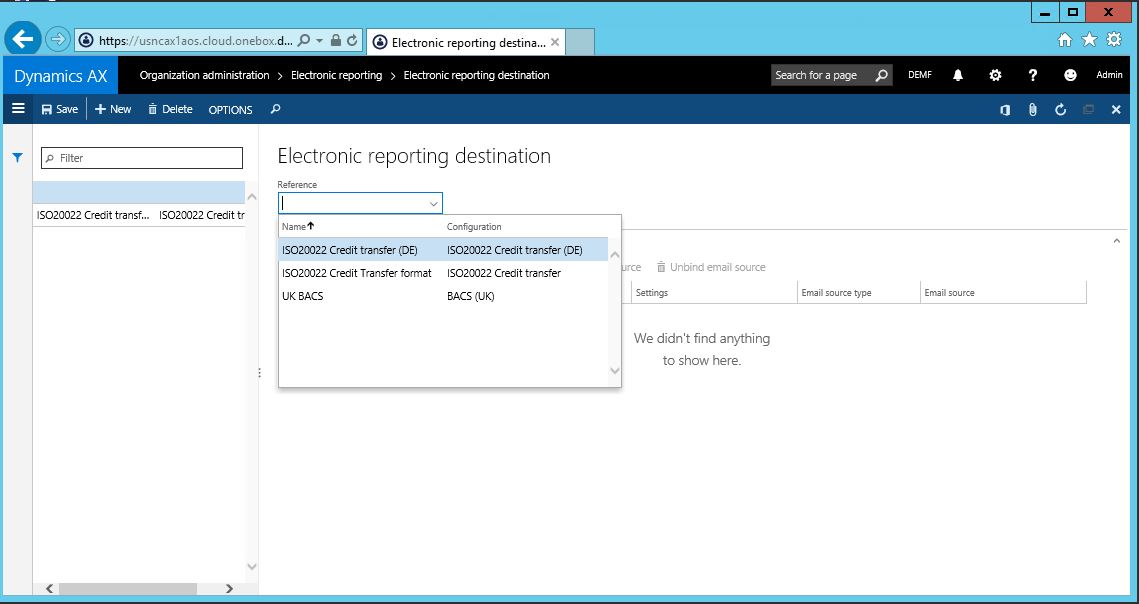 https://usncax1aos.cloud.onebox.d...
Electronic reporting destina...
Dynamics AX
Organization administration > Electronic reporting > Electronic reporting destination
Search for a page
DEMF
?
Admin
Save
+ New
Delete
OPTIONS
Filter
ISO20022 Credit transf... ISO20022 Credit tr
Electronic reporting destination
Reference
Name Configuration
ISO20022 Credit transfer (DE) ISO20022 Credit transfer (DE)
ISO20022 Credit Transfer format ISO20022 Credit transfer
UK BACS BACS (UK)
urce Unbind email source
Settings Email source type Email source
We didn't find anything
to show here.